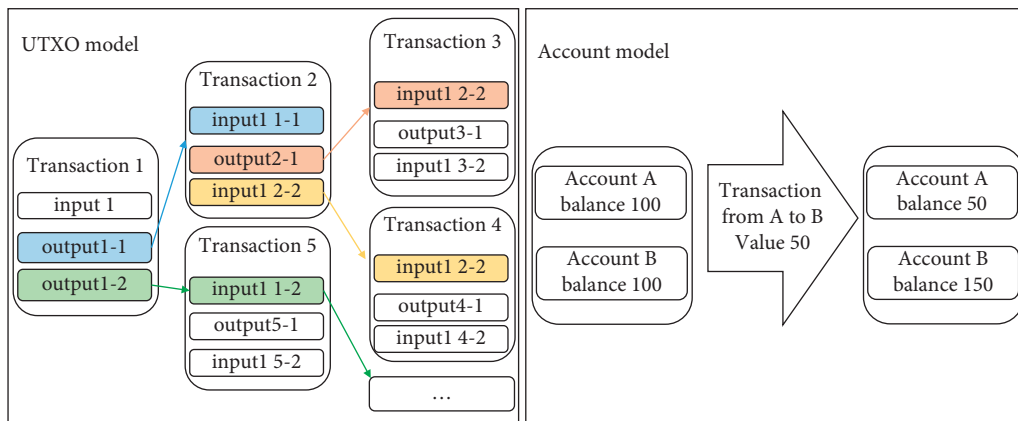 UTXO model
Transaction 1
input 1
output1-1
output1-2
Transaction 2
input1 1-1
output2-1
input1 2-2
Transaction 5
input1 1-2
output5-1
input1 5-2
Transaction 3
input1 2-2
output3-1
input1 3-2
Transaction 4
input1 2-2
output4-1
input1 4-2
...
Account model
Account A
balance 100
Account B
balance 100
Transaction
from A to B
Value 50
Account A
balance 50
Account B
balance 150